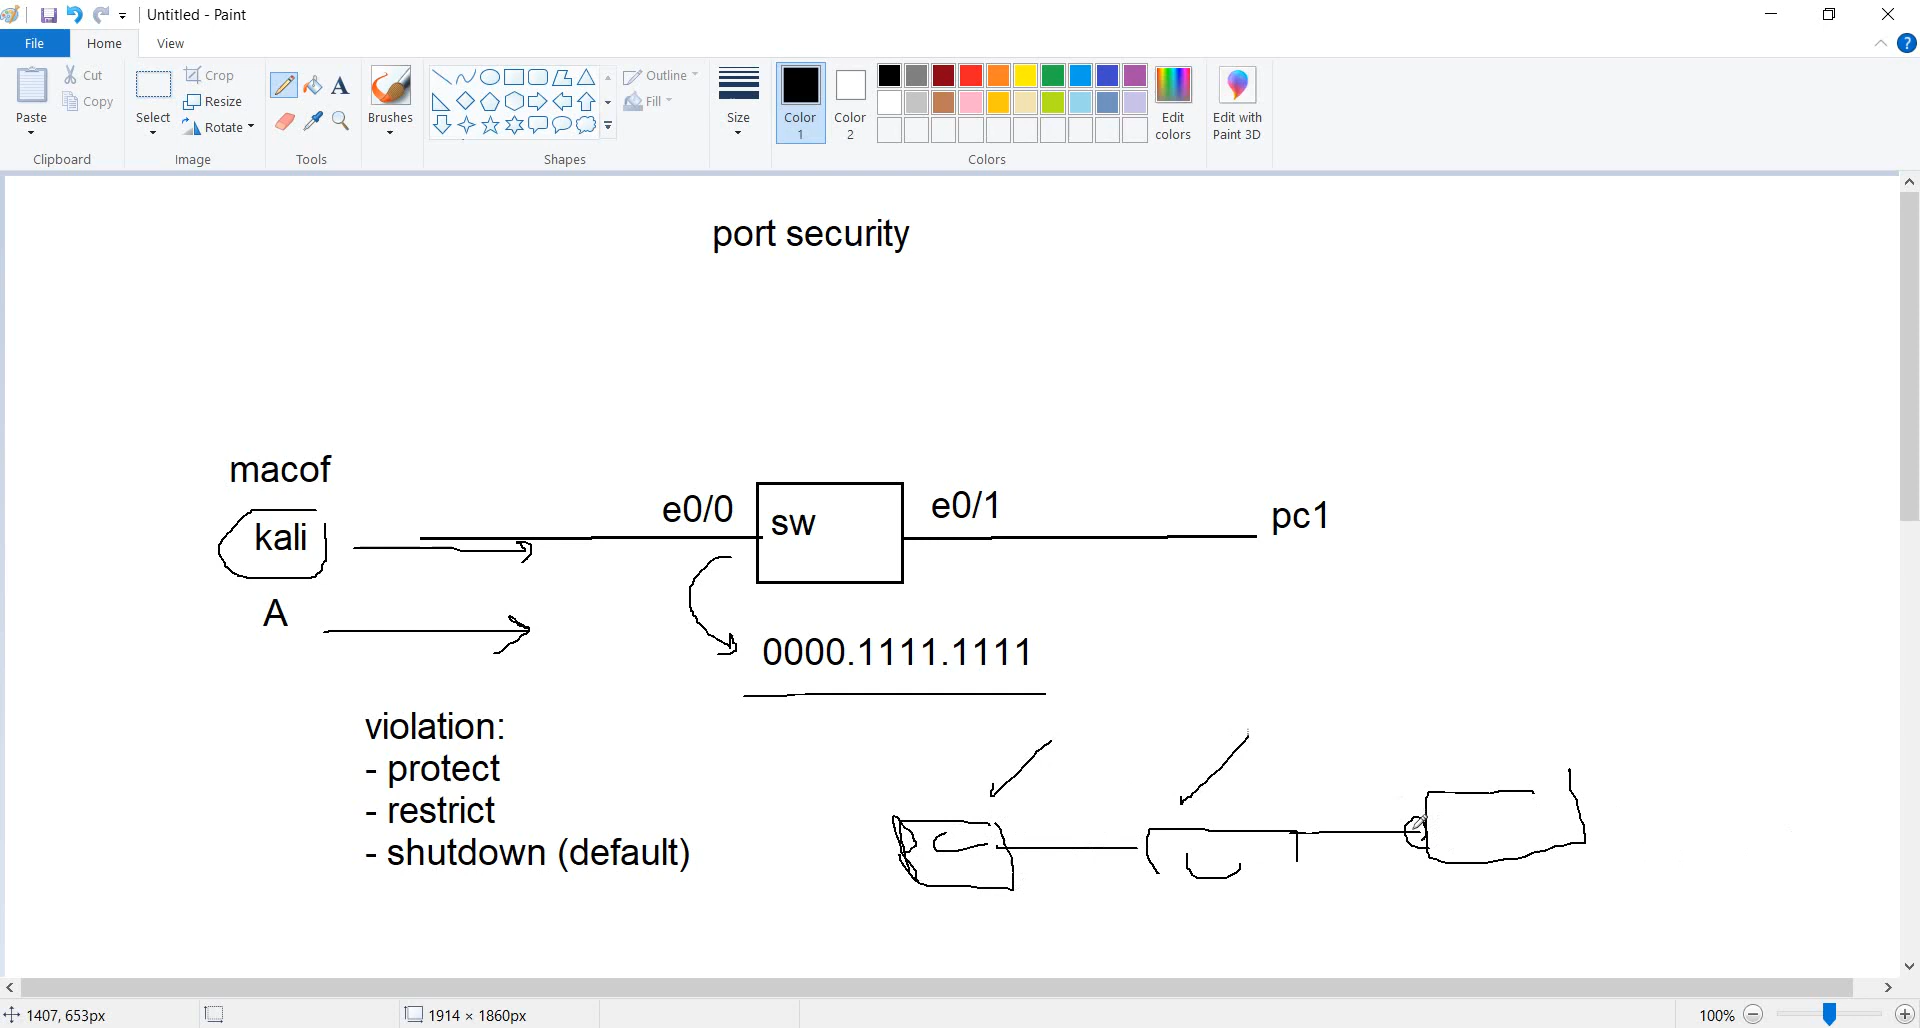 Untitled - Paint
File
Home
View
Paste
Cut
Copy
Clipboard
Select
Crop
Resize
Rotate
Image
Tools
Brushes
Outline
Fill
Shapes
Size
Color
1
Color
2
Edit
colors
Colors
Edit with
Paint 3D
port security
macof
kali
e0/0
sw
e0/1
pc1
A
0000.1111.1111
violation:
- protect
- restrict
- shutdown (default)
1407, 653px
1914 × 1860px
100%